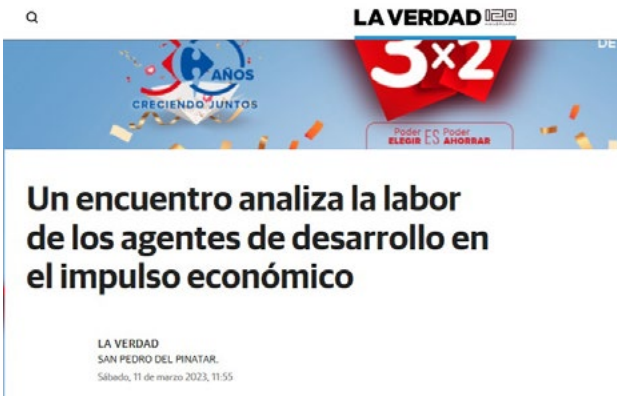 LA VERDAD 120
AÑOS
CRECIENDO JUNTOS
3x2
DE
Poder ES Poder
ELEGIR AHORRAR
Un encuentro analiza la labor
de los agentes de desarrollo en
el impulso económico
LA VERDAD
SAN PEDRO DEL PINATAR.
Sábado, 11 de marzo 2023, 11:55